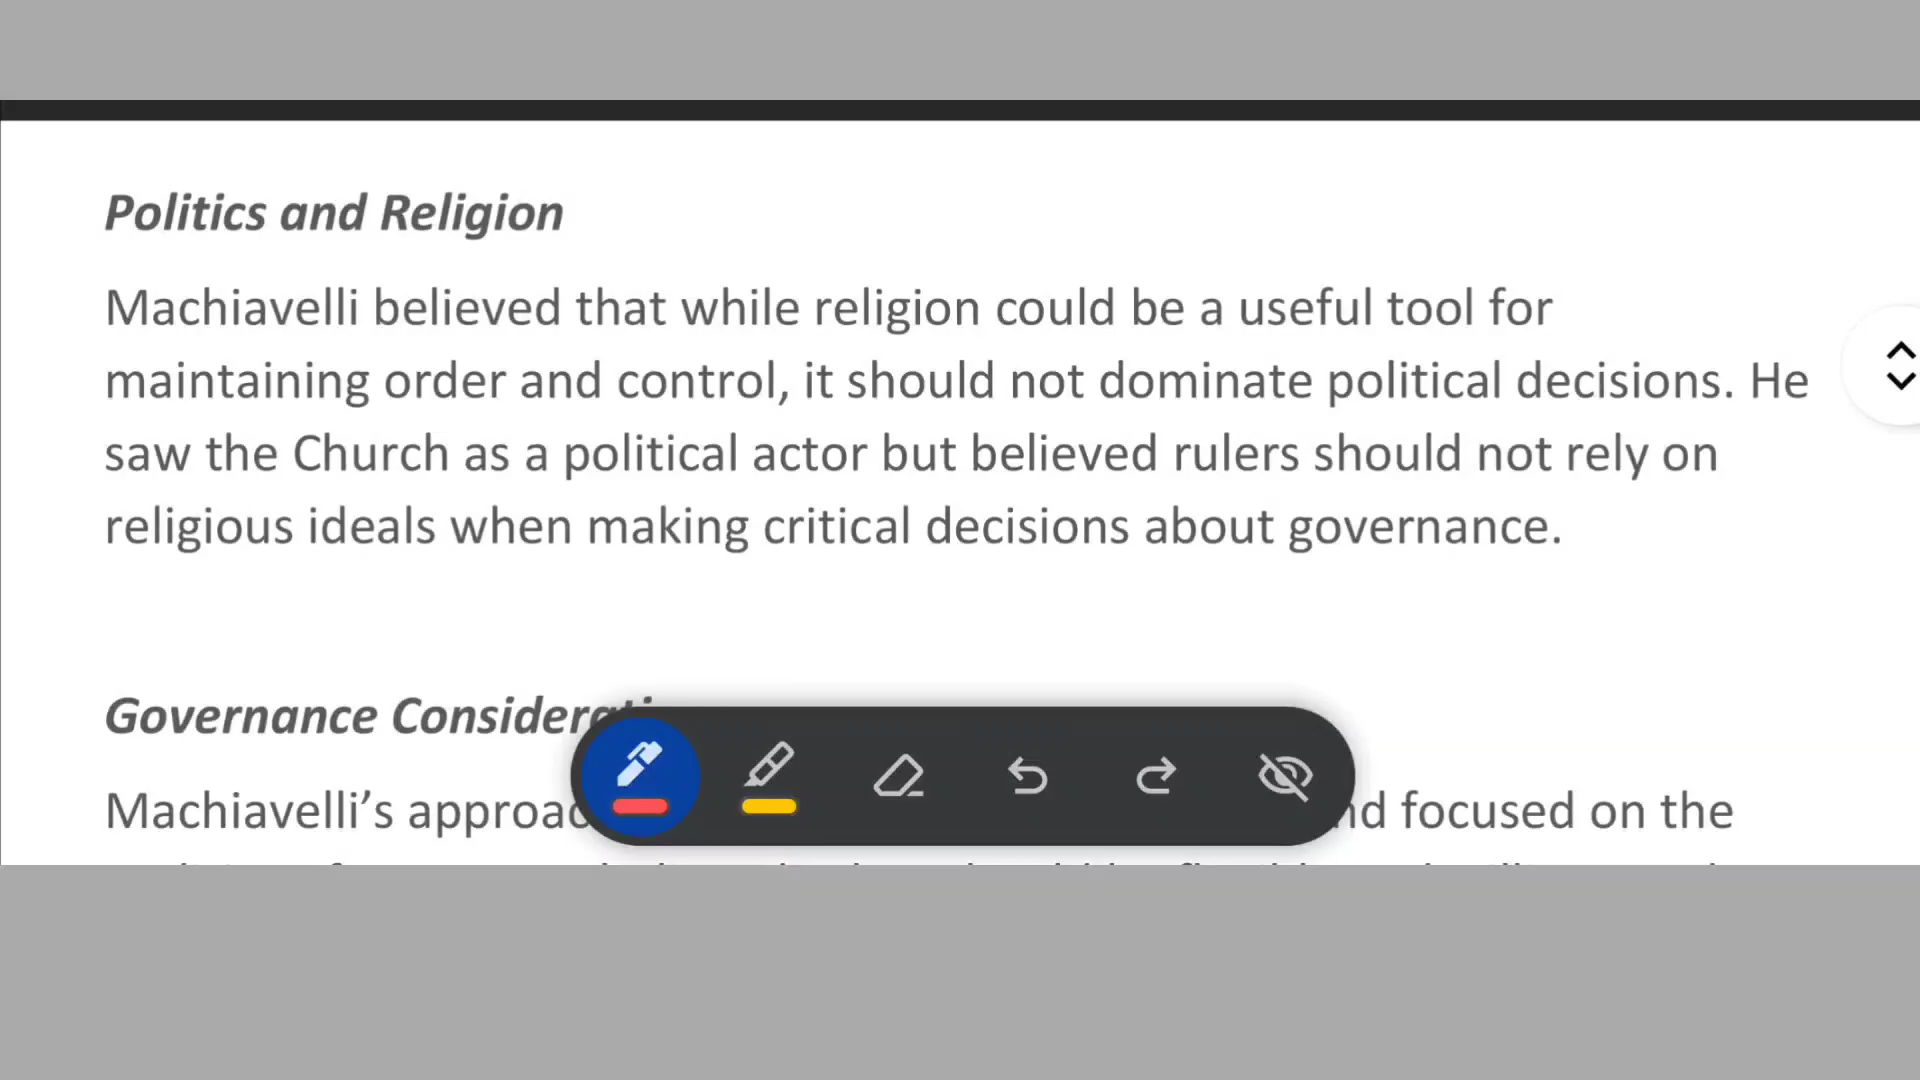 Politics and Religion
Machiavelli believed that while religion could be a useful tool for
maintaining order and control, it should not dominate political decisions. He
saw the Church as a political actor but believed rulers should not rely on
religious ideals when making critical decisions about governance.
Governance
Machiavelli’s focused on the